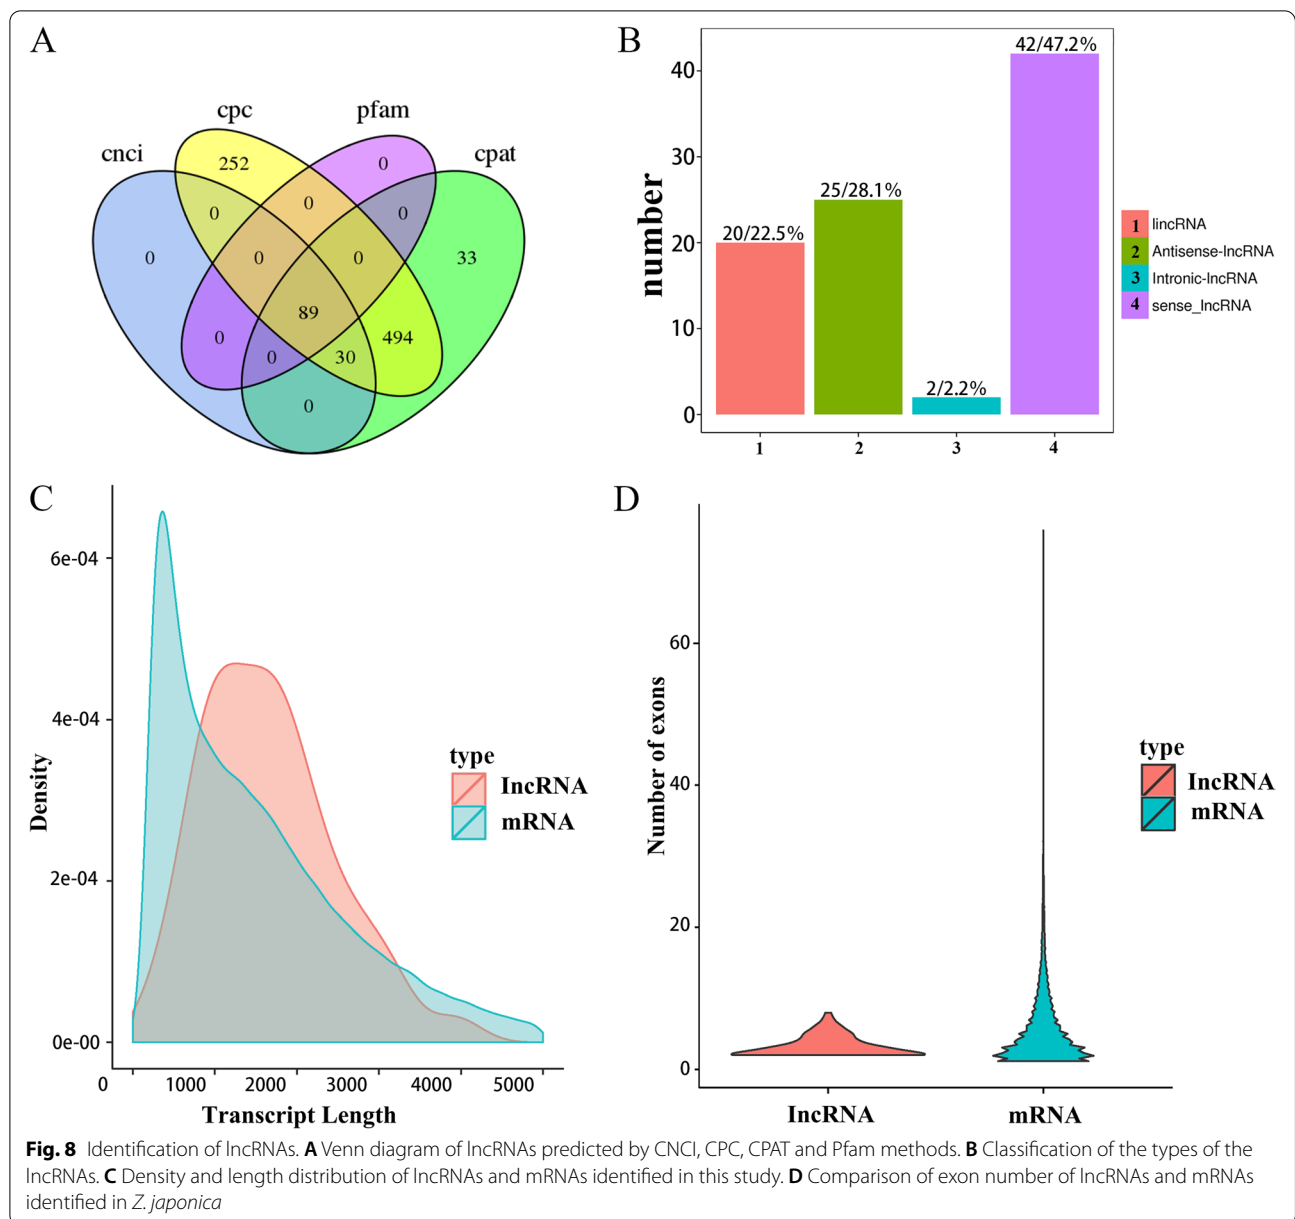 A
cnci
cpc
pfam
cpat
252
0
0
0
0
0
0
0
33
89
0
0
30
494
0
B
number
40
30
20
10
0
20/22.5%
25/28.1%
2/2.2%
42/47.2%
1
2
3
4
1 lincRNA
2 Antisense-lncRNA
3 Intronic-lncRNA
4 sense_lncRNA
C
Density
6e-04
4e-04
2e-04
0e-00
0 1000 2000 3000 4000 5000
Transcript Length
type
lncRNA
mRNA
D
Number of exons
60
40
20
0
lncRNA
mRNA
type
lncRNA
mRNA
Fig. 8 Identification of lncRNAs. A Venn diagram of lncRNAs predicted by CNCI, CPC, CPAT and Pfam methods. B Classification of the types of the
lncRNAs. C Density and length distribution of lncRNAs and mRNAs identified in this study. D Comparison of exon number of lncRNAs and mRNAs
identified in Z. japonica